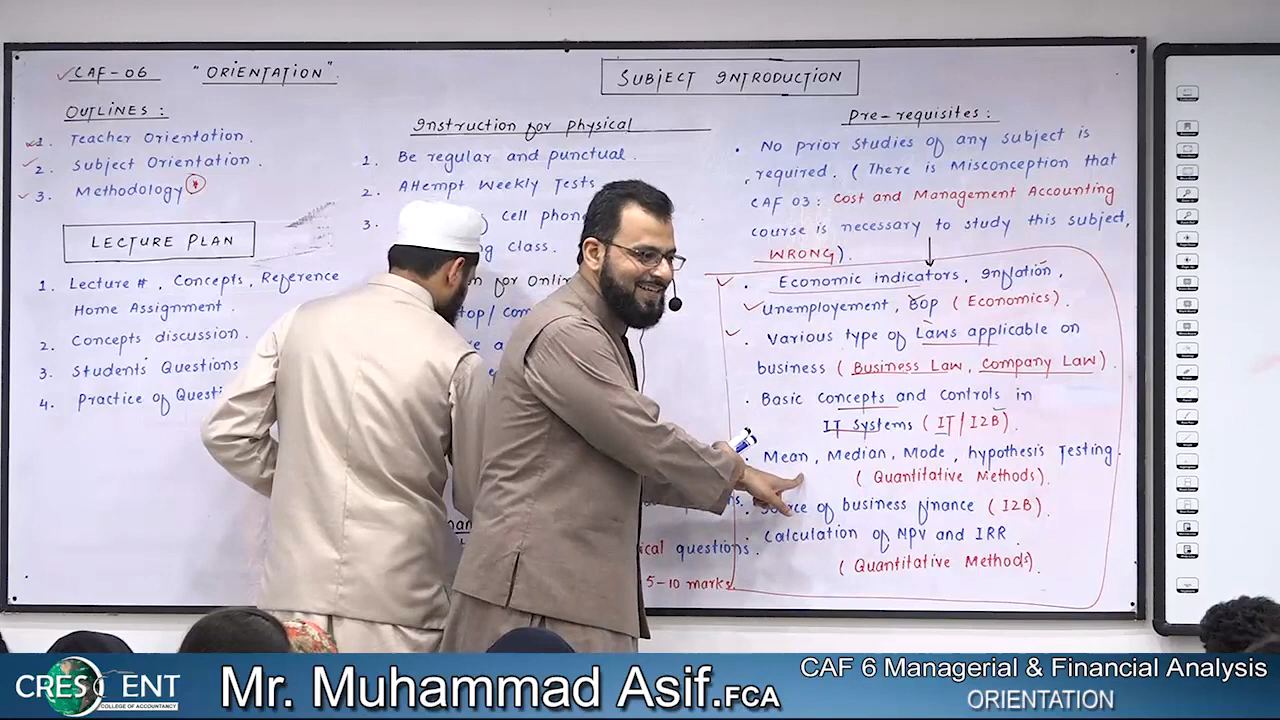 CAF-06 "ORIENTATION".
OUTLINES :
1. Teacher Orientation.
2. Subject Orientation.
3. Methodology
LECTURE PLAN
1. Lecture #, Concepts, Reference
Home Assignment.
2. Concepts discussion.
3. Students Questions
4. Practice of
Instruction for physical
1. Be regular and punctual.
2. Attempt Weekly Tests
3. cell
class.
for
SUBJECT INTRODUCTION
Pre-requisites :
• No prior studies of any subject is
required. (There is Misconception that
CAF 03: Cost and Management Accounting
course is necessary to study this subject,
WRONG).
Economic indicators, Inflation,
Unemployement, BOP (Economics).
Various type of Laws applicable on
business (Business Law, Company Law).
Basic concepts and controls in
IT systems (IT/I2B).
Mean, Median, Mode, hypothesis Testing.
(Quantitative Methods).
of business finance (I2B).
Calculation of NPV and IRR.
(Quantitative Methods).
questions.
5-10 marks
CRESCENT
COLLEGE OF ACCOUNTANCY
Mr. Muhammad Asif.FCA
CAF 6 Managerial & Financial Analysis
ORIENTATION